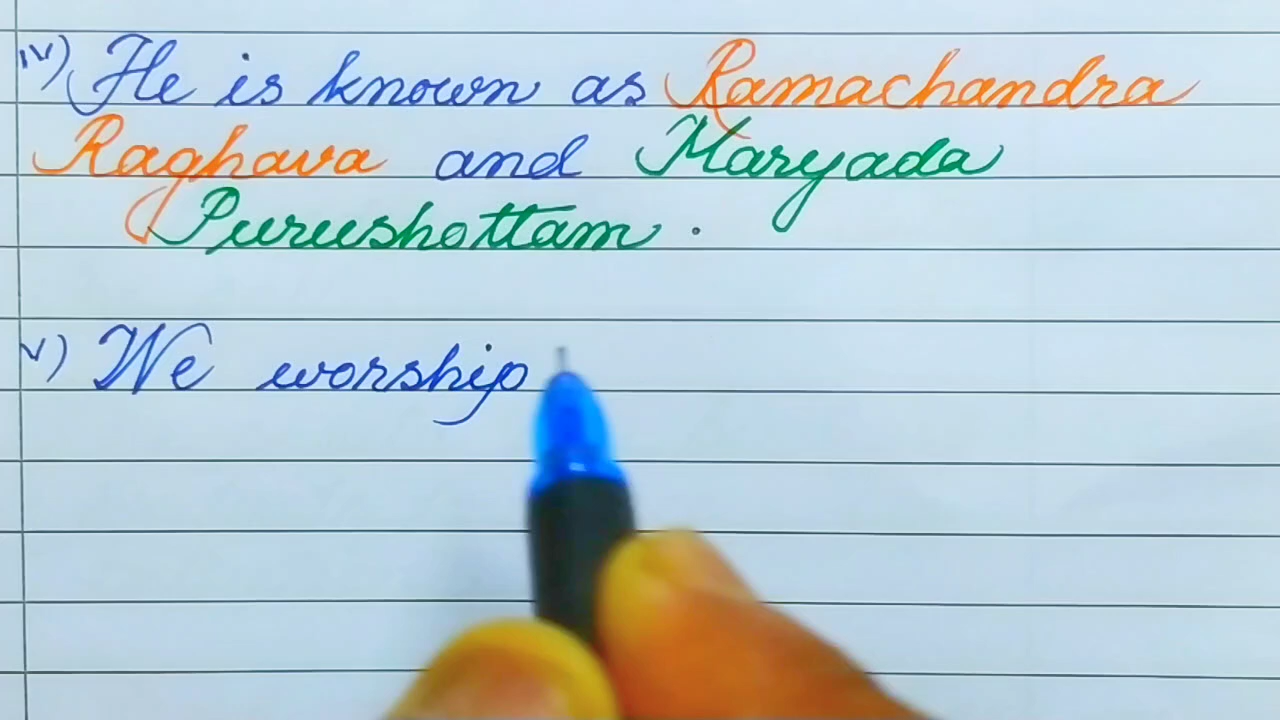 iv) He is known as Ramachandra
Raghava and Maryada
Purushottam.
v) We worship